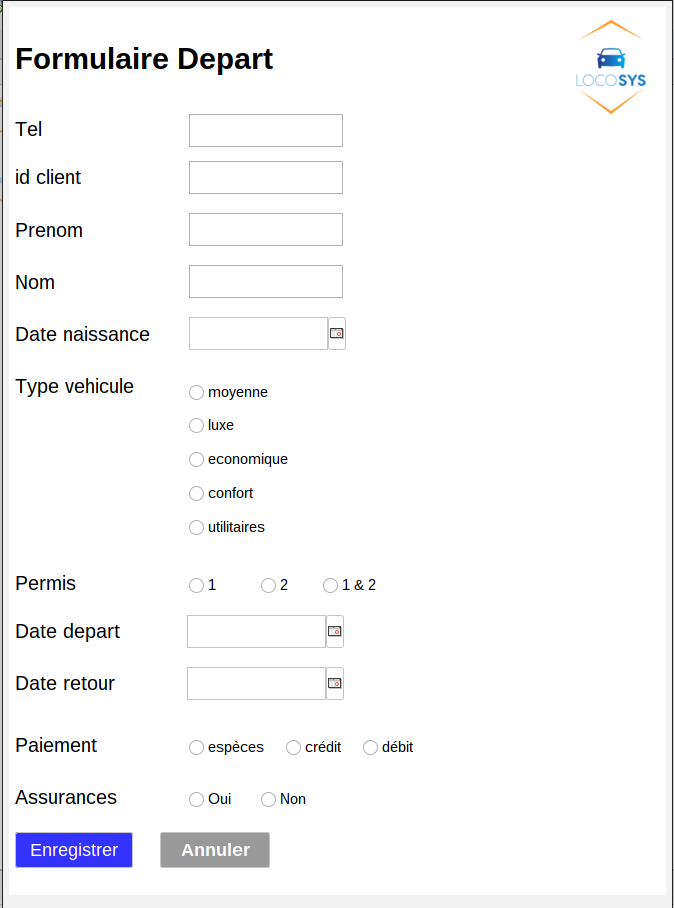 Formulaire Depart
LOCOSYS
Tel
id client
Prenom
Nom
Date naissance
Type vehicule
moyenne
luxe
economique
confort
utilitaires
Permis 1 2 1 & 2
Date depart
Date retour
Paiement espèces crédit débit
Assurances Oui Non
Enregistrer Annuler